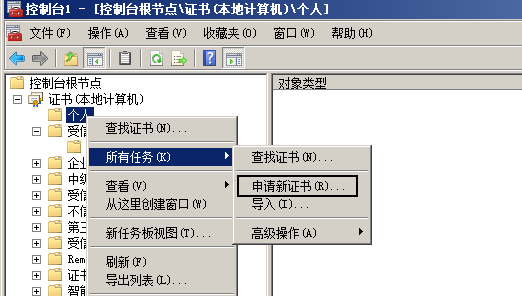 控制台1 - [控制台根节点\证书(本地计算机)\个人]
文件(F) 操作(A) 查看(V) 收藏夹(O) 窗口(W) 帮助(H)
控制台根节点
对象类型
证书(本地计算机)
个人
受信
企业
中级
受信
不信
第三
受信
Rem
证书
智能
查找证书(N)...
所有任务(K)
查看(V)
从这里创建窗口(W)
新任务板视图(T)...
刷新(F)
导出列表(L)...
查找证书(N)...
申请新证书(R)...
导入(I)...
高级操作(A)